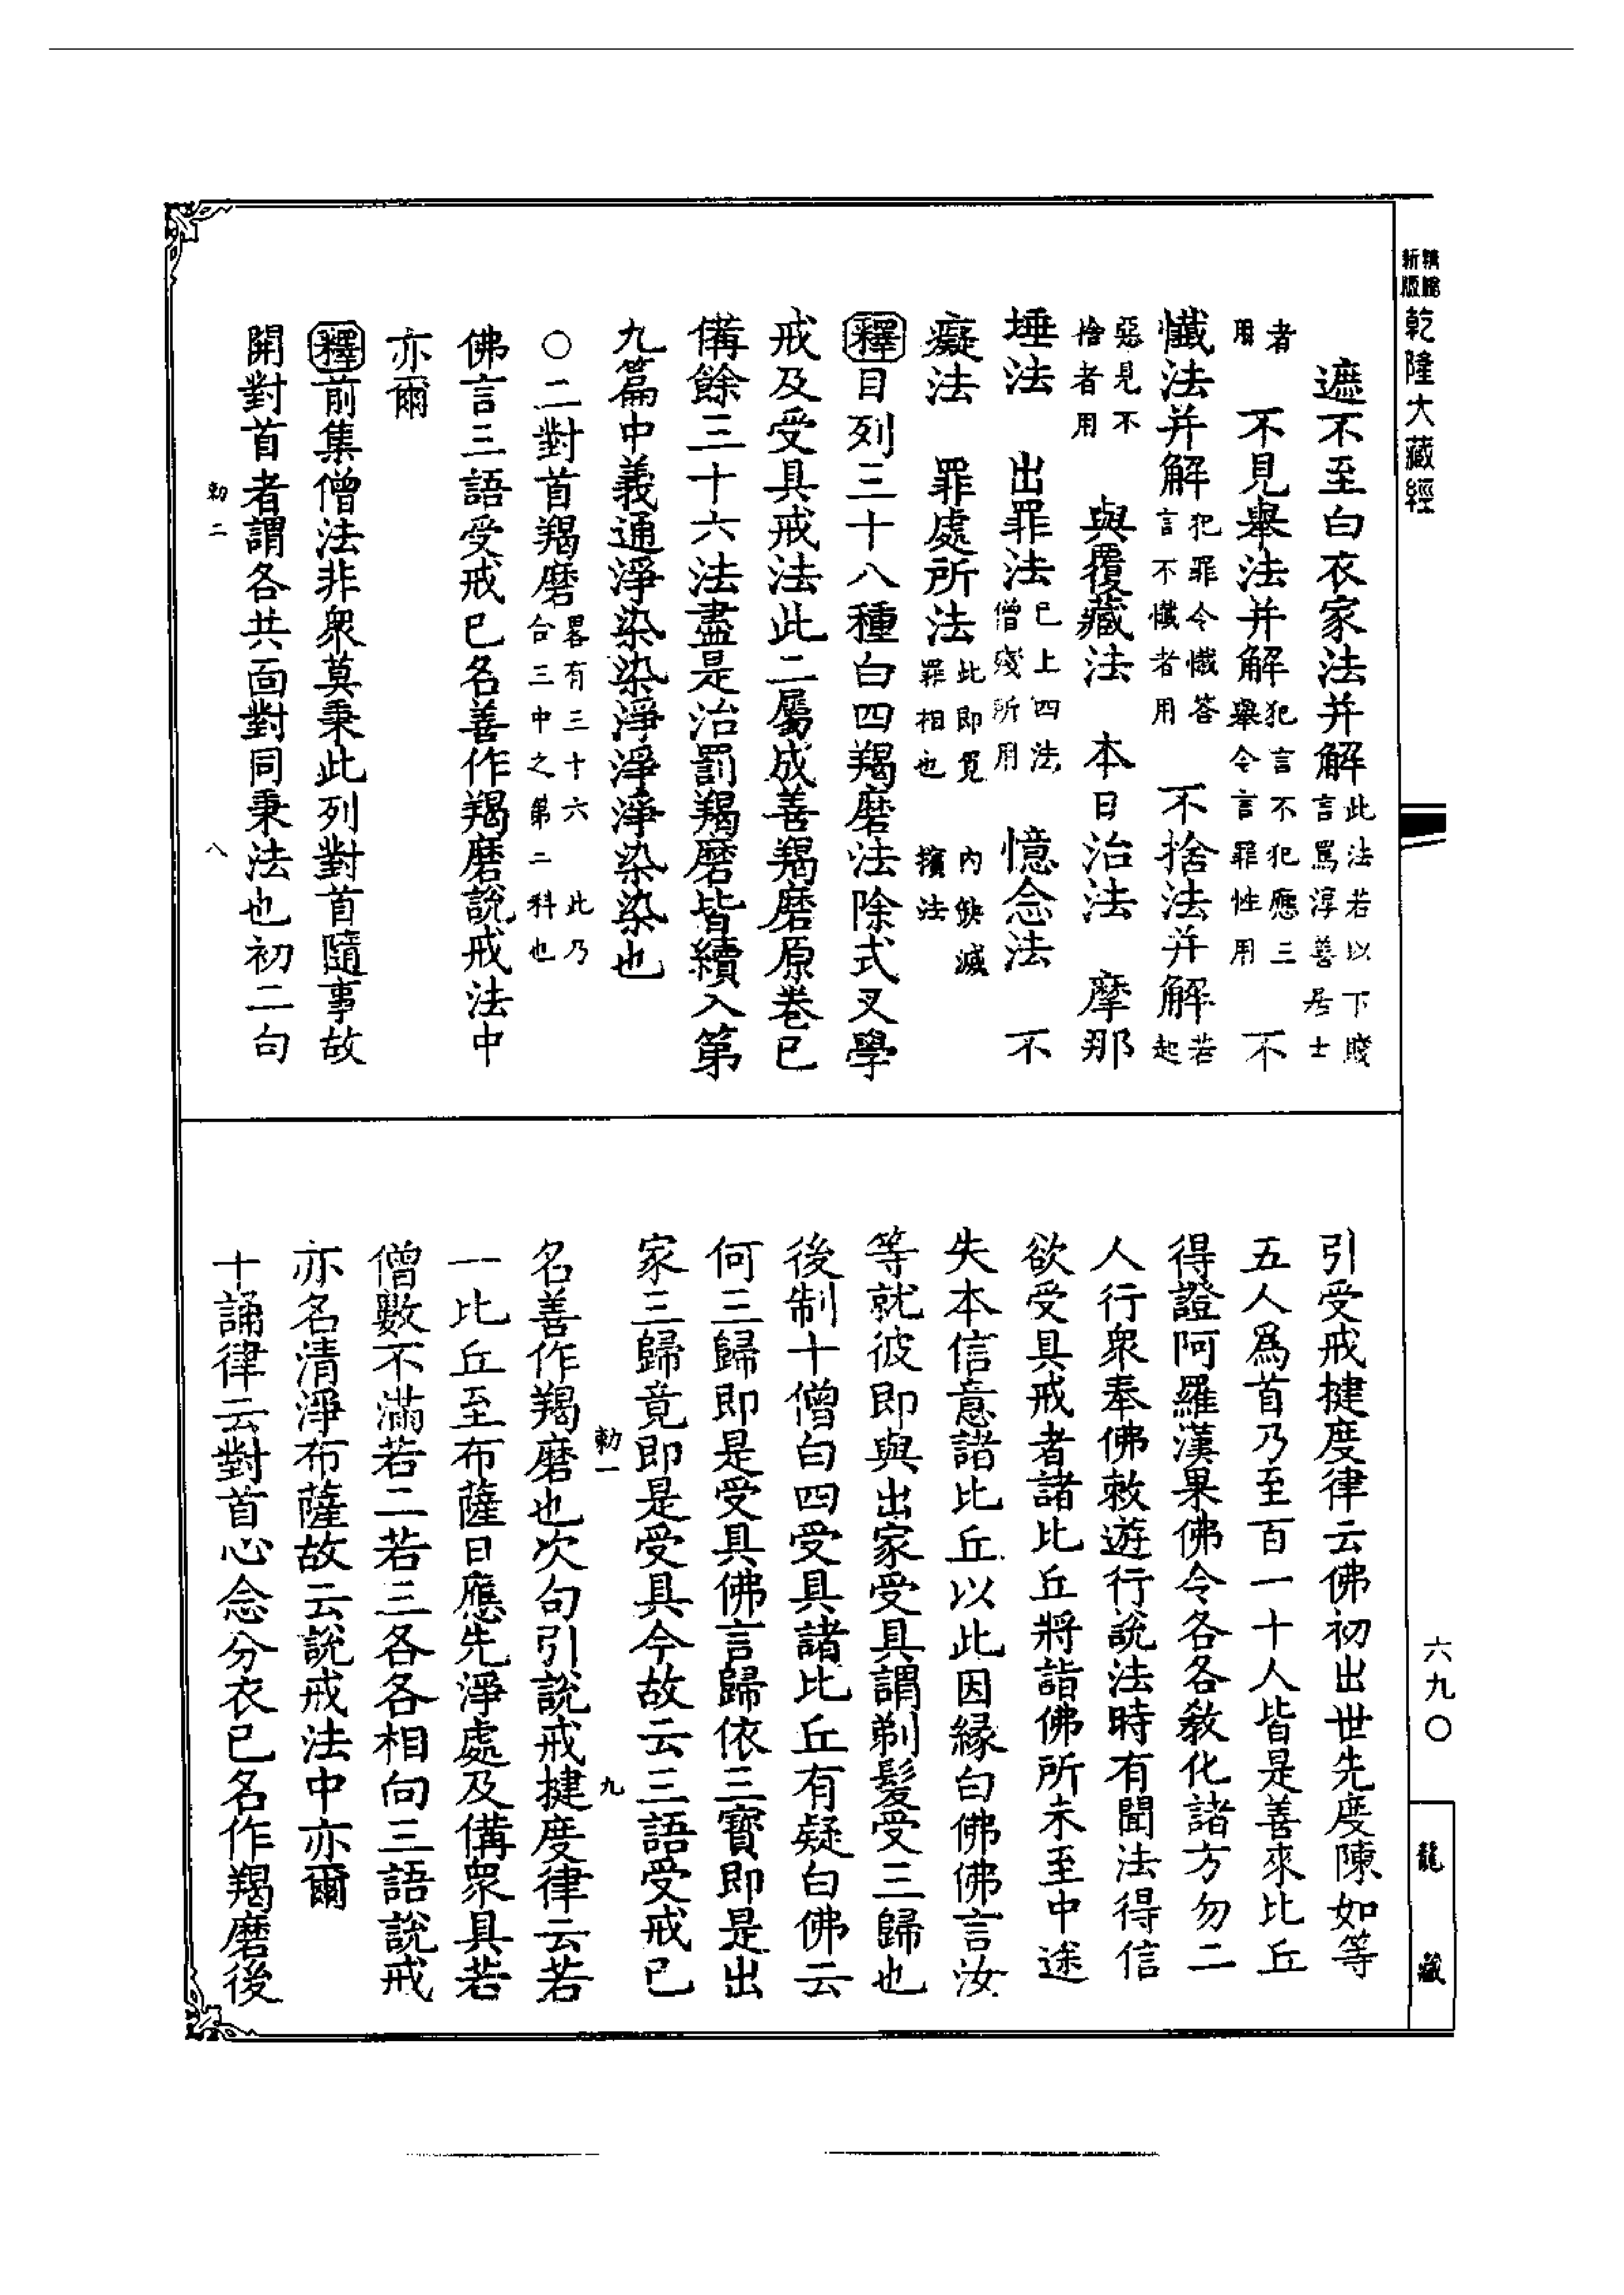 新版精縮乾隆大藏經
遮不至白衣家法并解此法若以下賤言罵淳善居士
者用　不見舉法并解犯言不犯應三舉令言罪性用　不
懺法并解犯罪令懺答言不懺者用　不捨法并解若起
惡見不捨者用　與覆藏法　本日治法　摩那
埵法　出罪法已上四法僧殘所用　憶念法　不
癡法　罪處所法此即覓罪相也　內缺滅擯法
釋目列三十八種白四羯磨法除式叉學
戒及受具戒法此二屬成善羯磨原卷已
備餘三十六法盡是治罰羯磨皆續入第
九篇中義通淨染染淨淨淨染染也
○二對首羯磨畧有三十六　此乃合三中之第二科也
佛言三語受戒已名善作羯磨說戒法中
亦爾
釋前集僧法非衆莫秉此列對首隨事故
開對首者謂各共面對同秉法也初二句
勅二　八
引受戒揵度律云佛初出世先度陳如等
五人爲首乃至百一十人皆是善來比丘
得證阿羅漢果佛令各各教化諸方勿二
人行衆奉佛敕遊行說法時有聞法得信
欲受具戒者諸比丘將詣佛所未至中途
失本信意諸比丘以此因緣白佛佛言汝
等就彼即與出家受具謂剃髮受三歸也
後制十僧白四受具諸比丘有疑白佛云
何三歸即是受具佛言歸依三寶即是出
家三歸竟即是受具今故云三語受戒已
勅一　九
名善作羯磨也次句引說戒揵度律云若
一比丘至布薩日應先淨處及備衆具若
僧數不滿若二若三各各相向三語說戒
亦名清淨布薩故云說戒法中亦爾
十誦律云對首心念分衣已名作羯磨後
六九〇
龍藏